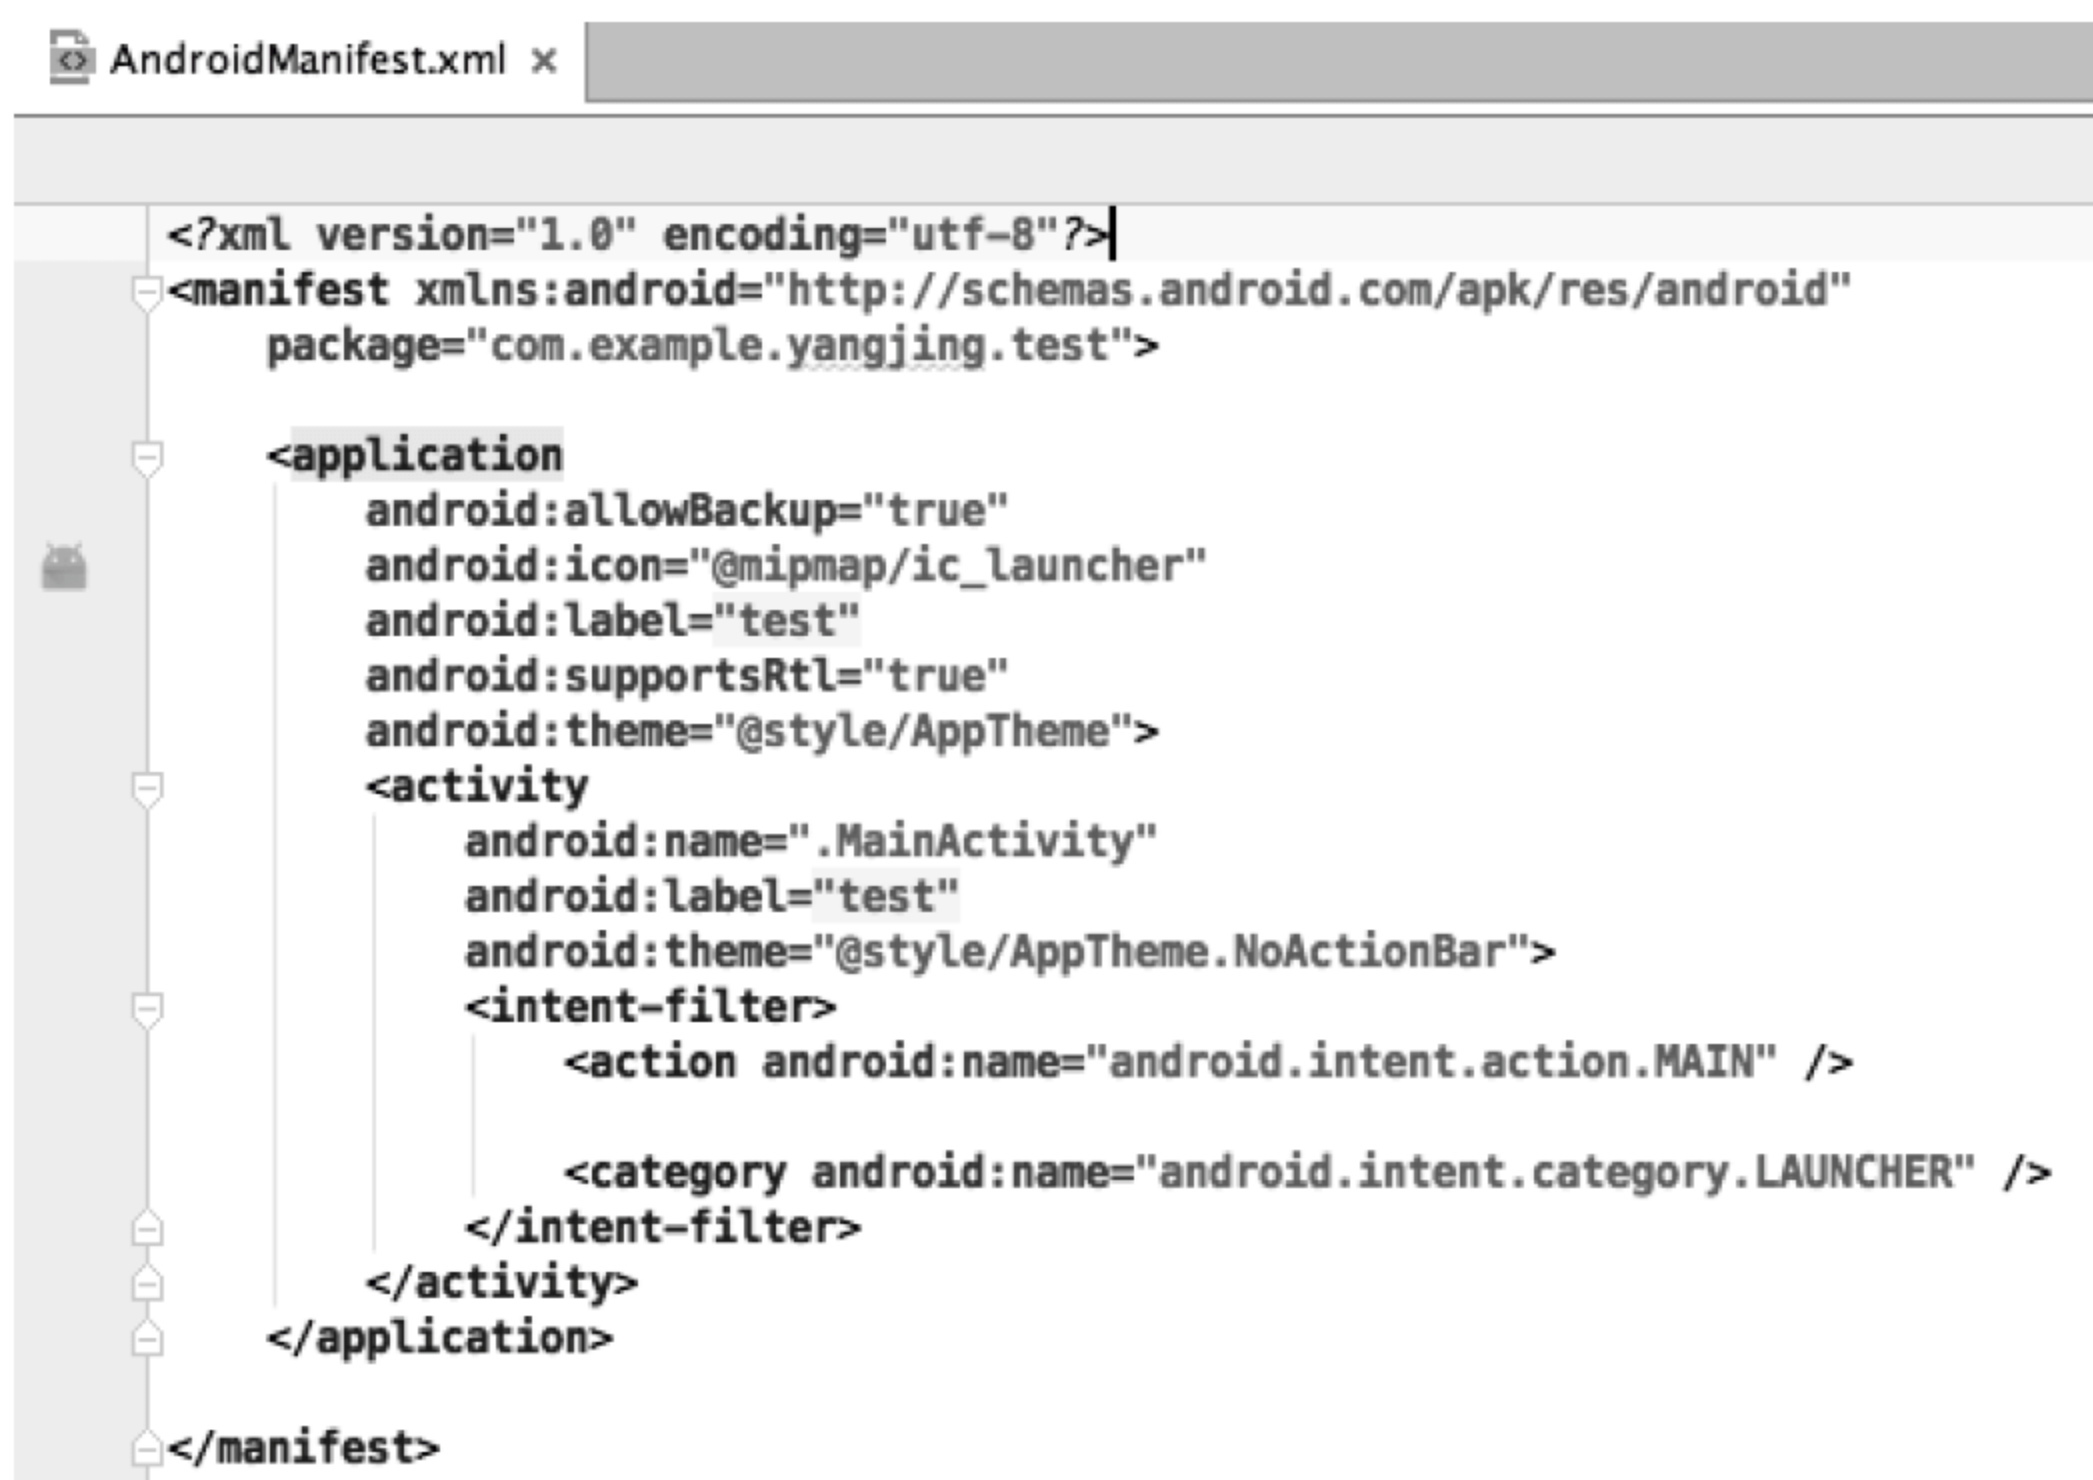 AndroidManifest.xml ×
<?xml version="1.0" encoding="utf-8"?>
<manifest xmlns:android="http://schemas.android.com/apk/res/android"
    package="com.example.yangjing.test">

    <application
        android:allowBackup="true"
        android:icon="@mipmap/ic_launcher"
        android:label="test"
        android:supportsRtl="true"
        android:theme="@style/AppTheme">
        <activity
            android:name=".MainActivity"
            android:label="test"
            android:theme="@style/AppTheme.NoActionBar">
            <intent-filter>
                <action android:name="android.intent.action.MAIN" />

                <category android:name="android.intent.category.LAUNCHER" />
            </intent-filter>
        </activity>
    </application>

</manifest>